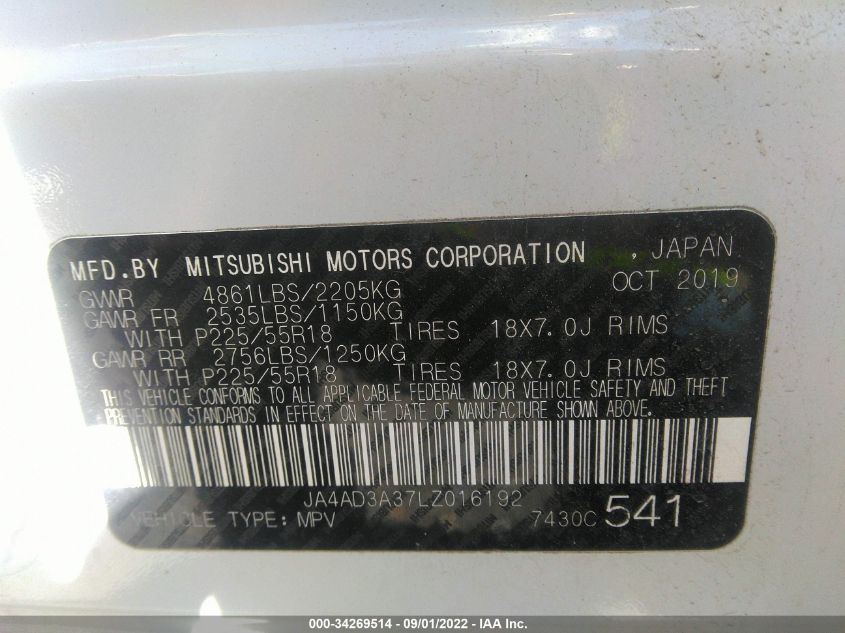 MFD.BY MITSUBISHI MOTORS CORPORATION , JAPAN
GVWR 4861LBS/2205KG OCT 2019
GAWR FR 2535LBS/1150KG
WITH P225/55R18 TIRES 18X7.0J RIMS
GAWR RR 2756LBS/1250KG
WITH P225/55R18 TIRES 18X7.0J RIMS
THIS VEHICLE CONFORMS TO ALL APPLICABLE FEDERAL MOTOR VEHICLE SAFETY AND THEFT
PREVENTION STANDARDS IN EFFECT ON THE DATE OF MANUFACTURE SHOWN ABOVE.
JA4AD3A37LZ016192
VEHICLE TYPE: MPV 7430C 541
000-34269514 - 09/01/2022 - IAA Inc.